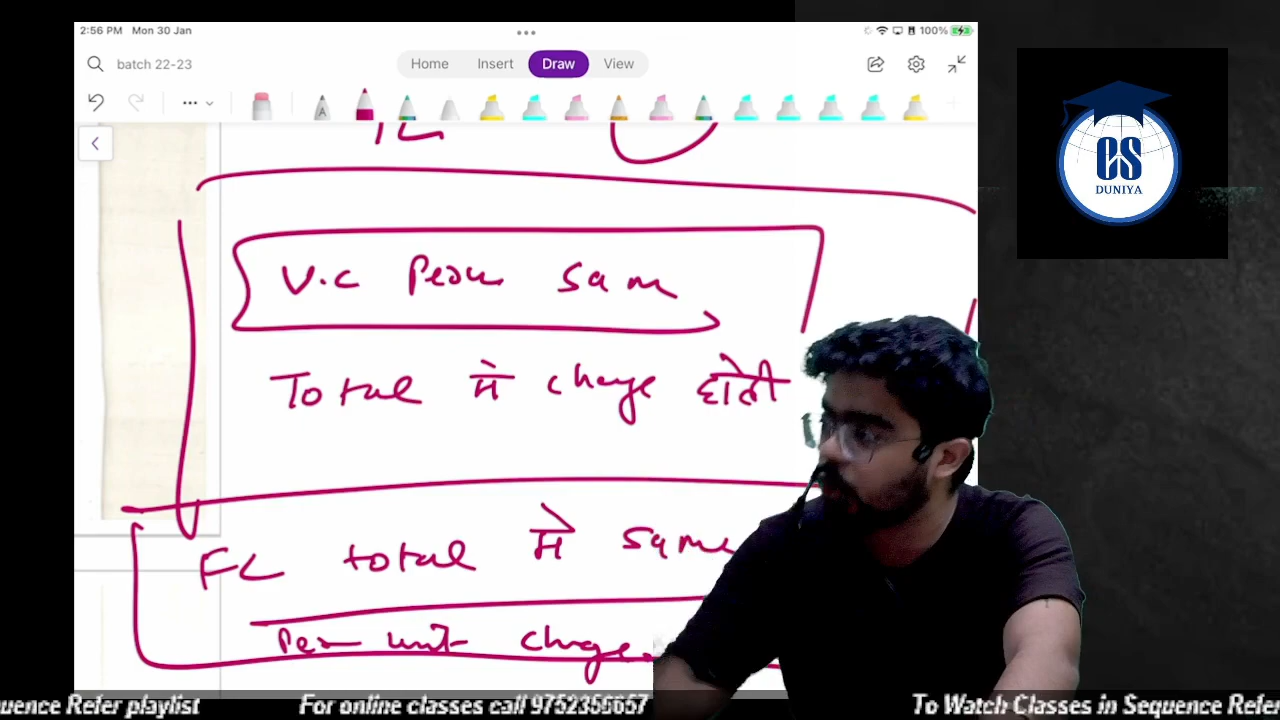 2:56 PM Mon 30 Jan
100%
batch 22-23
Home Insert Draw View
V.C Per Sam
Total में change होती
FC total में same
Per unit change.
CS
DUNIYA
uence Refer playlist For online classes call 9752356657 To Watch Classes in Sequence Refer